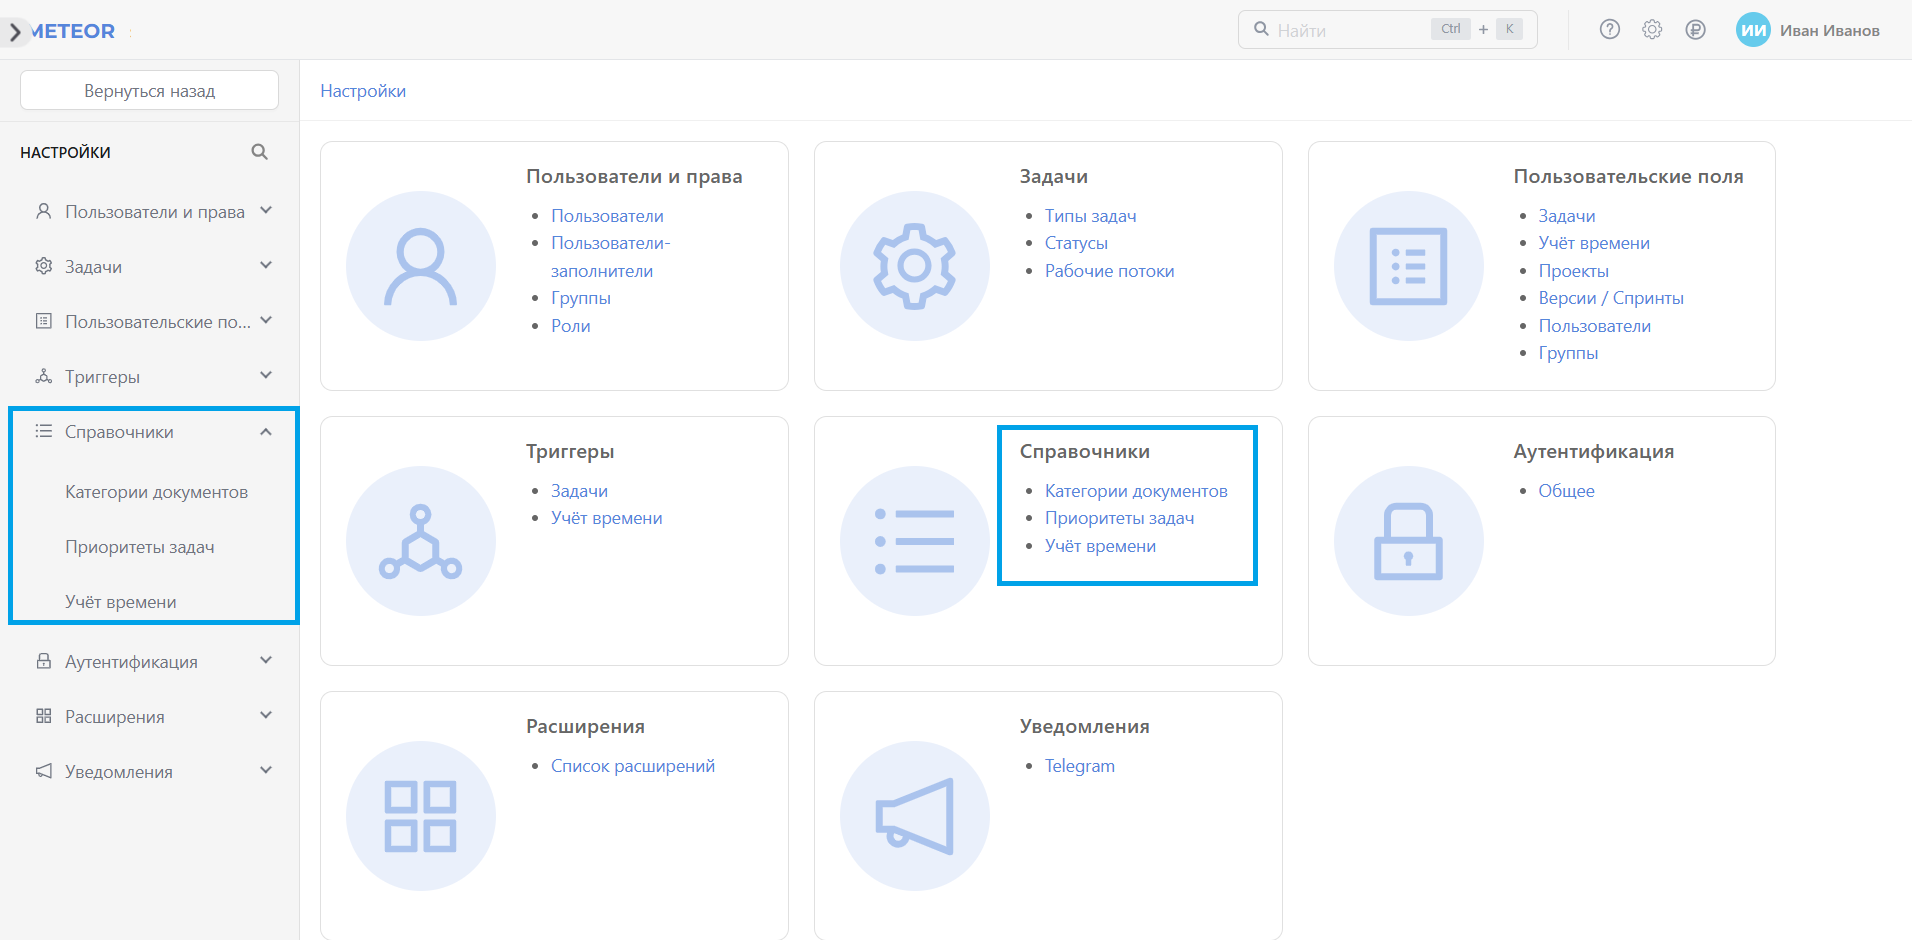 METEOR
Найти
Ctrl + K
ИИ
Иван Иванов
Вернуться назад
НАСТРОЙКИ
Пользователи и права
Задачи
Пользовательские по...
Триггеры
Справочники
Категории документов
Приоритеты задач
Учёт времени
Аутентификация
Расширения
Уведомления
Настройки
Пользователи и права
Пользователи
Пользователи-
заполнители
Группы
Роли
Задачи
Типы задач
Статусы
Рабочие потоки
Пользовательские поля
Задачи
Учёт времени
Проекты
Версии / Спринты
Пользователи
Группы
Триггеры
Задачи
Учёт времени
Справочники
Категории документов
Приоритеты задач
Учёт времени
Аутентификация
Общее
Расширения
Список расширений
Уведомления
Telegram